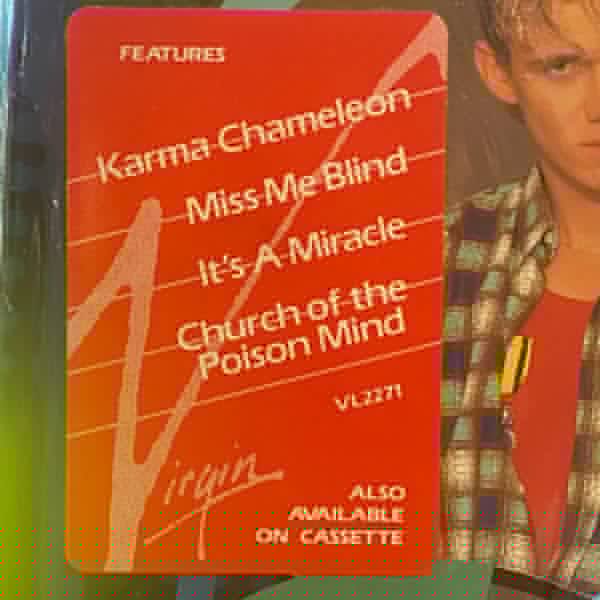 FEATURES
Karma Chameleon
Miss Me Blind
It's A Miracle
Church of the
Poison Mind
VL2271
Virgin
ALSO
AVAILABLE
ON CASSETTE